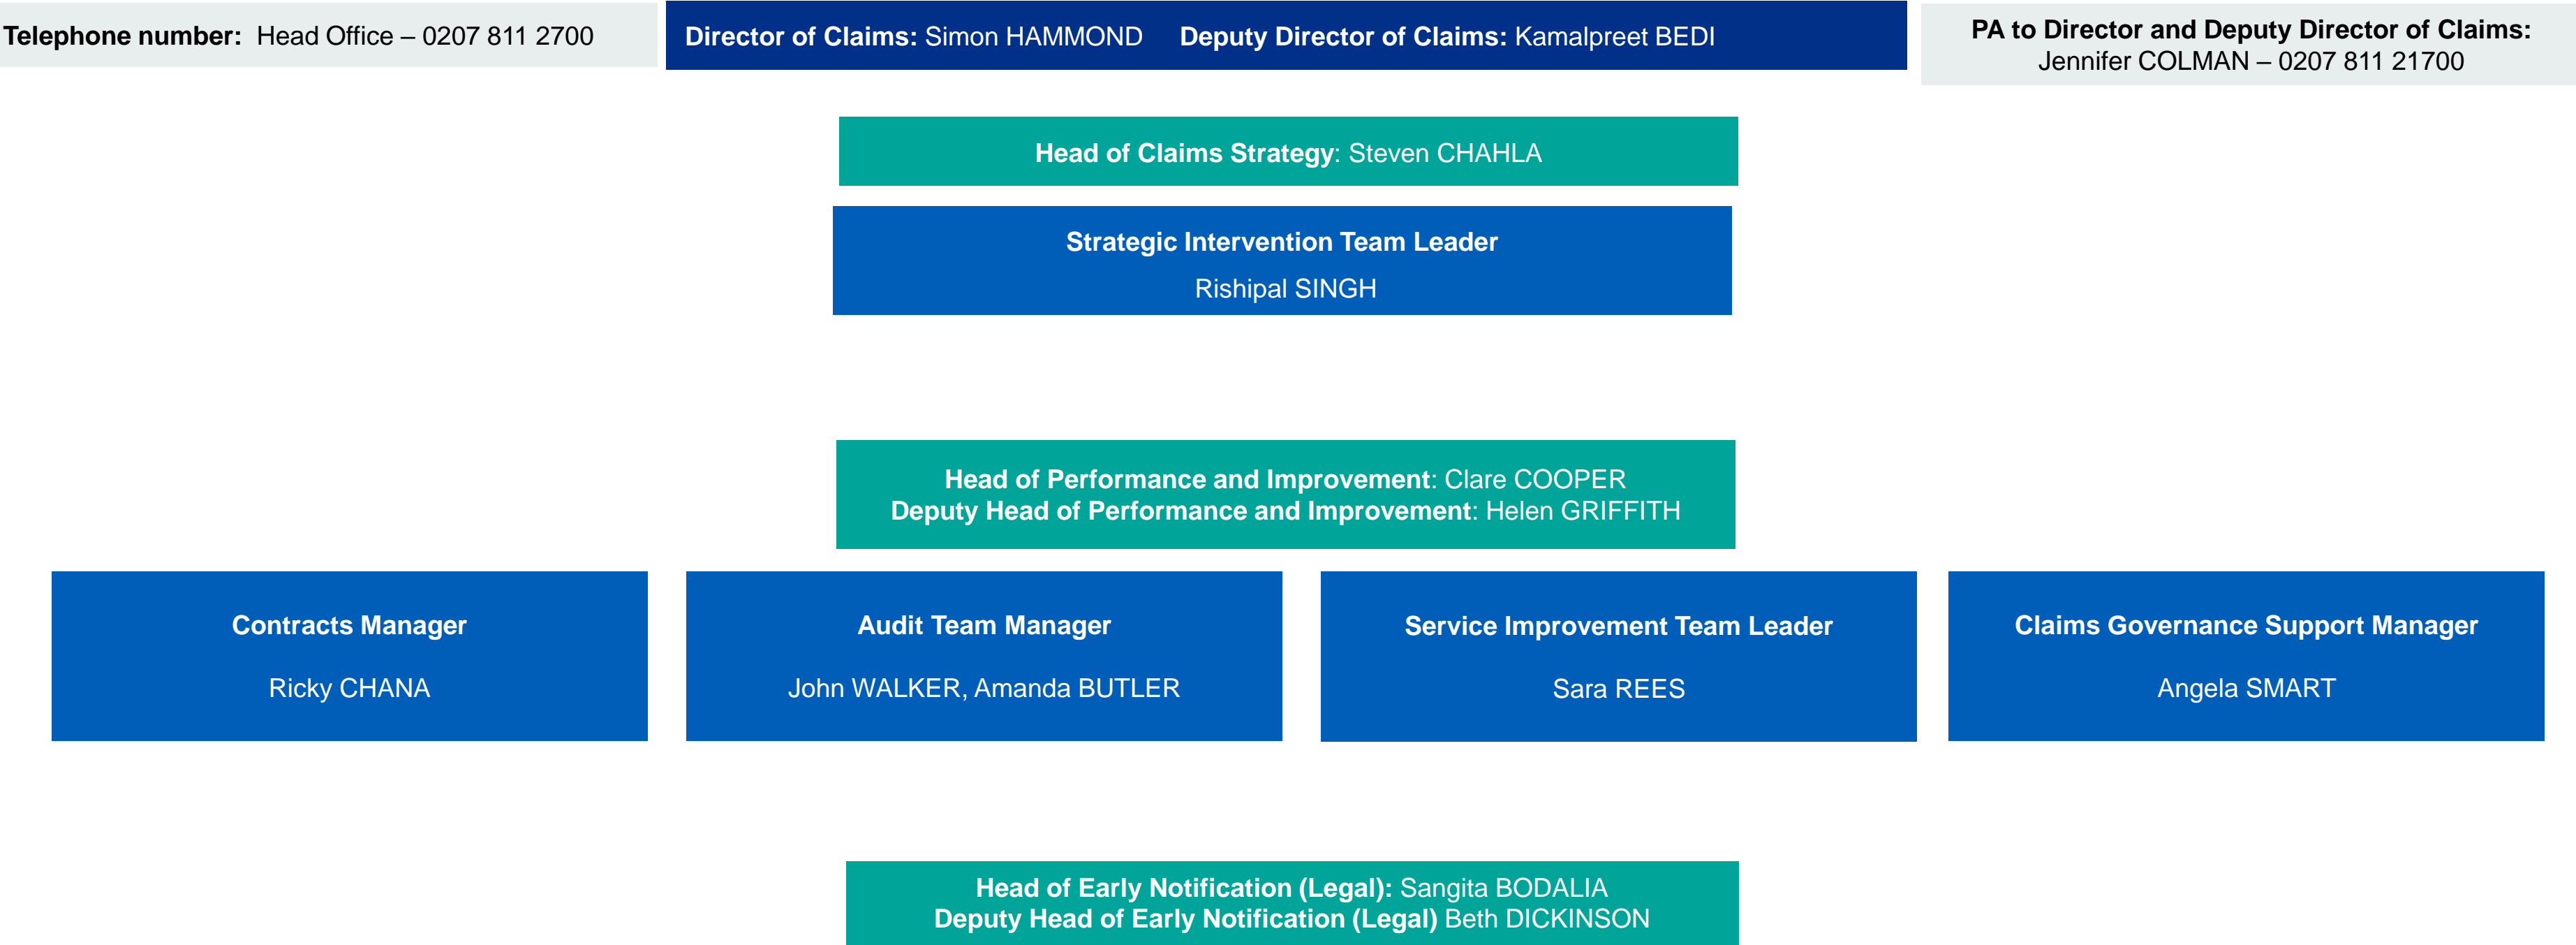 Telephone number: Head Office – 0207 811 2700
Director of Claims: Simon HAMMOND Deputy Director of Claims: Kamalpreet BEDI
PA to Director and Deputy Director of Claims:
Jennifer COLMAN – 0207 811 21700
Head of Claims Strategy: Steven CHAHLA
Strategic Intervention Team Leader
Rishipal SINGH
Head of Performance and Improvement: Clare COOPER
Deputy Head of Performance and Improvement: Helen GRIFFITH
Contracts Manager
Ricky CHANA
Audit Team Manager
John WALKER, Amanda BUTLER
Service Improvement Team Leader
Sara REES
Claims Governance Support Manager
Angela SMART
Head of Early Notification (Legal): Sangita BODALIA
Deputy Head of Early Notification (Legal) Beth DICKINSON